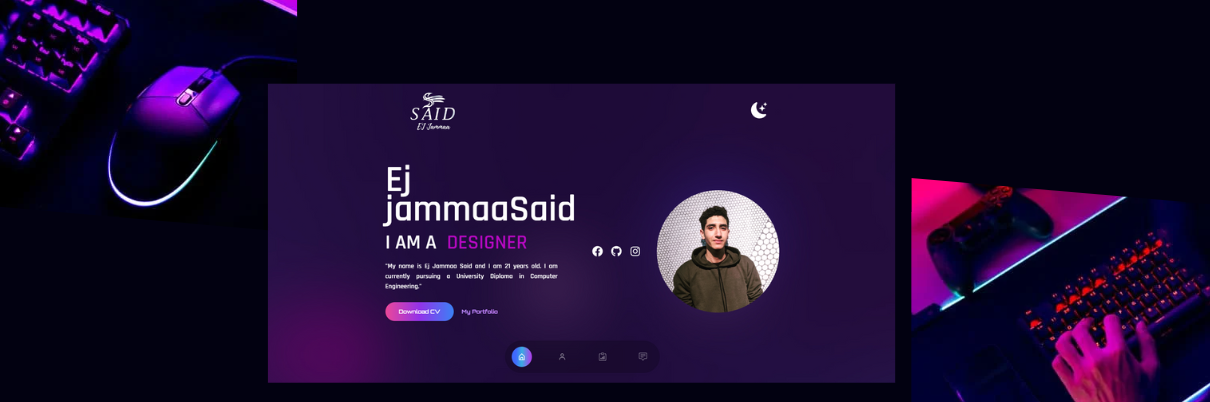 SAID
EJ Jammaa
Ej
jammaaSaid
I AM A DESIGNER
"My name is Ej Jammaa Said and I am 21 years old. I am
currently pursuing a University Diploma in Computer
Engineering."
Download CV
My Portfolio